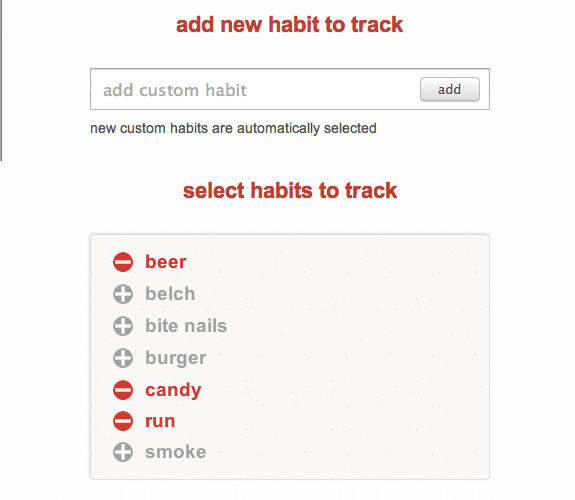 add new habit to track
add custom habit
add
new custom habits are automatically selected
select habits to track
beer
belch
bite nails
burger
candy
run
smoke